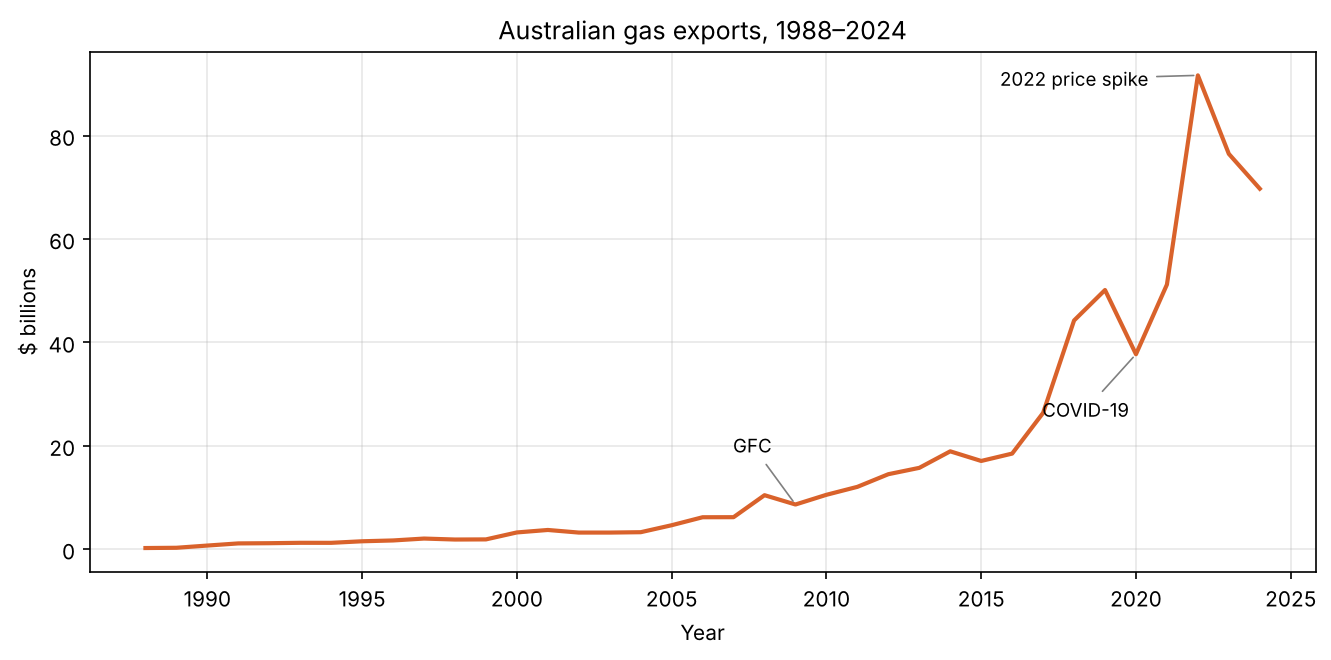 Australian gas exports, 1988–2024
$ billions
80
60
40
20
0
2022 price spike
COVID-19
GFC
1990 1995 2000 2005 2010 2015 2020 2025
Year